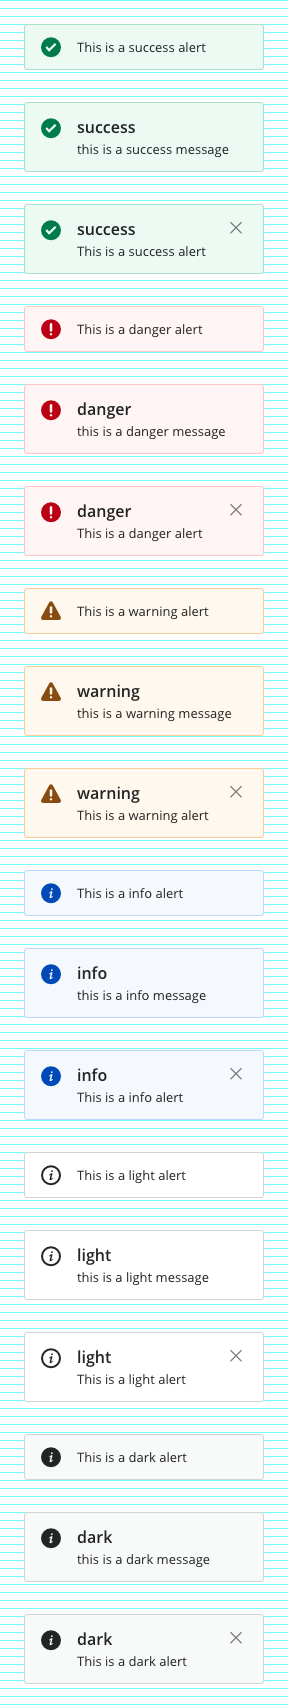 This is a success alert
success
this is a success message
success
This is a success alert
This is a danger alert
danger
this is a danger message
danger
This is a danger alert
This is a warning alert
warning
this is a warning message
warning
This is a warning alert
This is a info alert
info
this is a info message
info
This is a info alert
This is a light alert
light
this is a light message
light
This is a light alert
This is a dark alert
dark
this is a dark message
dark
This is a dark alert